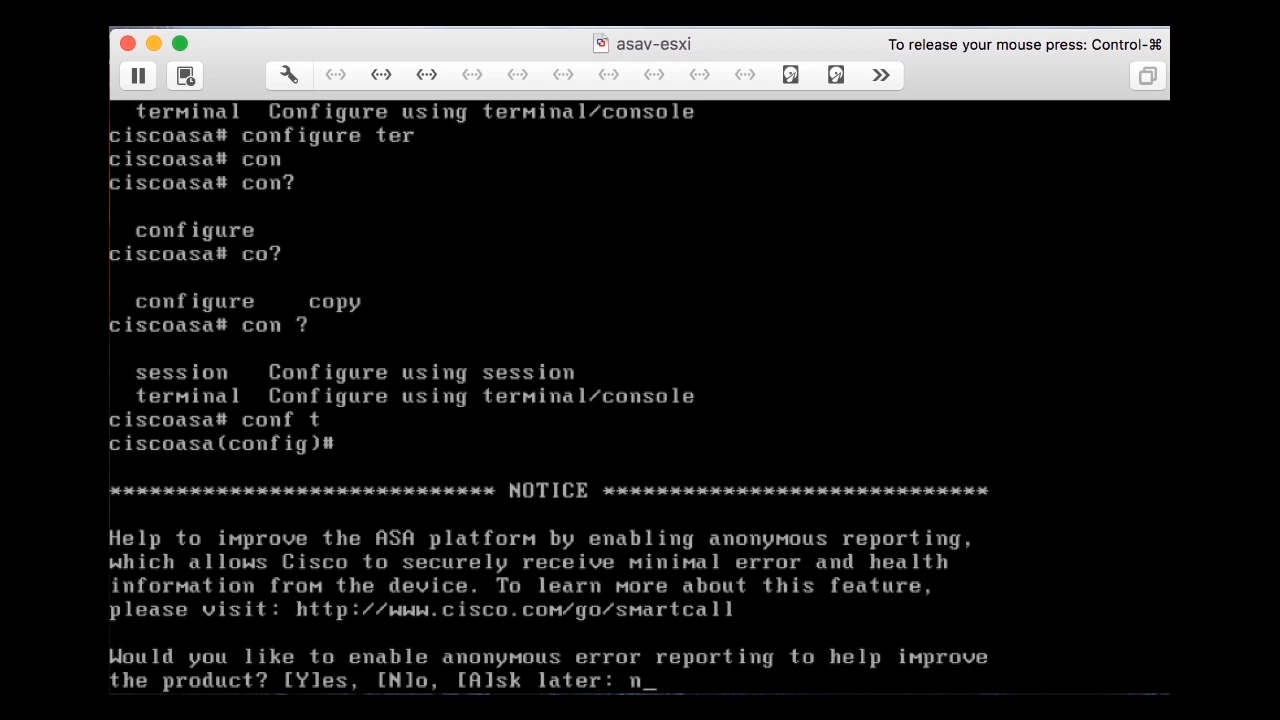 asav-esxi
To release your mouse press: Control-⌘
terminal  Configure using terminal/console
ciscoasa# configure ter
ciscoasa# con
ciscoasa# con?
configure
ciscoasa# co?
configure    copy
ciscoasa# con ?
session   Configure using session
terminal  Configure using terminal/console
ciscoasa# conf t
ciscoasa(config)#
***************************** NOTICE *****************************
Help to improve the ASA platform by enabling anonymous reporting,
which allows Cisco to securely receive minimal error and health
information from the device. To learn more about this feature,
please visit: http://www.cisco.com/go/smartcall
Would you like to enable anonymous error reporting to help improve
the product? [Y]es, [N]o, [A]sk later: n_